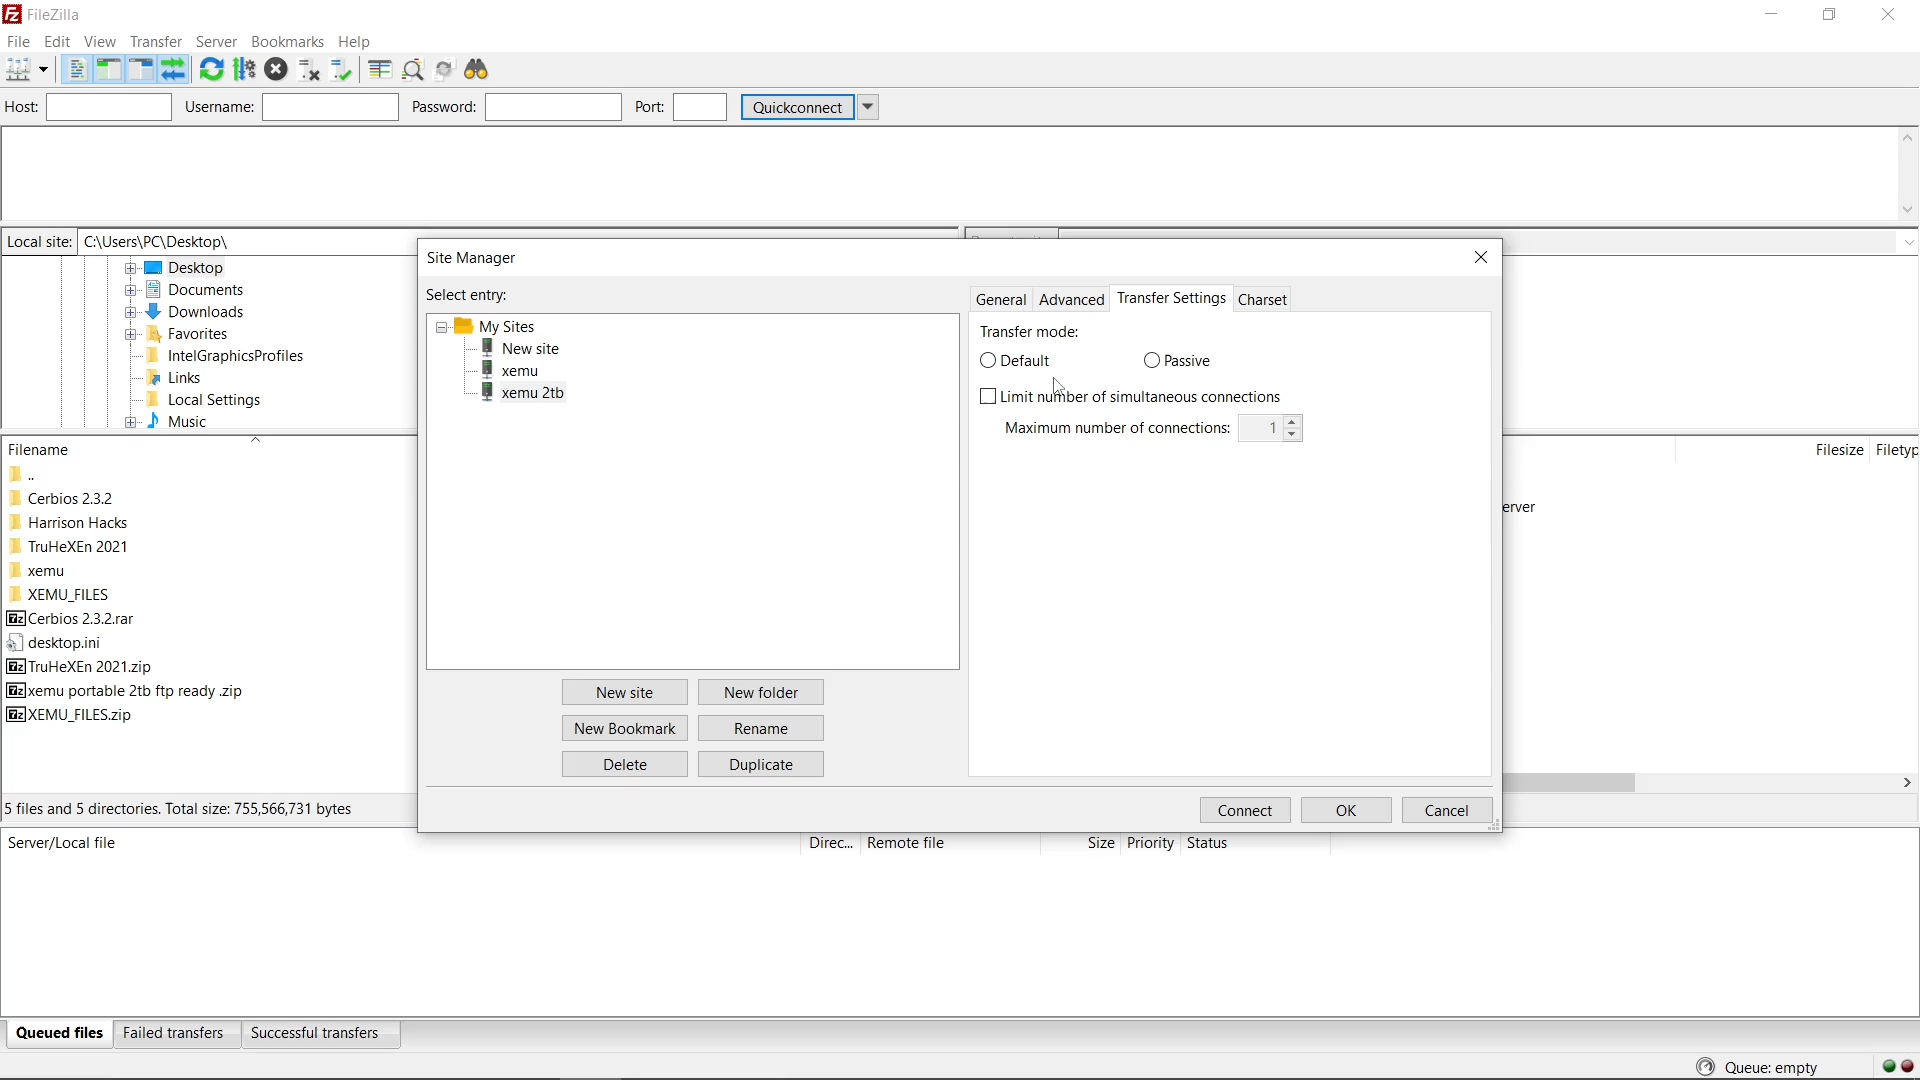 FileZilla
File Edit View Transfer Server Bookmarks Help
Host: Username: Password: Port: Quickconnect
Local site: C:\Users\PC\Desktop\
Desktop
Documents
Downloads
Favorites
IntelGraphicsProfiles
Links
Local Settings
Music
Filename
..
Cerbios 2.3.2
Harrison Hacks
TruHeXEn 2021
xemu
XEMU_FILES
Cerbios 2.3.2.rar
desktop.ini
TruHeXEn 2021.zip
xemu portable 2tb ftp ready .zip
XEMU_FILES.zip
5 files and 5 directories. Total size: 755,566,731 bytes
Site Manager
Select entry:
My Sites
New site
xemu
xemu 2tb
New site New folder
New Bookmark Rename
Delete Duplicate
General Advanced Transfer Settings Charset
Transfer mode:
Default Passive
Limit number of simultaneous connections
Maximum number of connections: 1
Connect OK Cancel
Filesize Filetyp
erver
Server/Local file Direc... Remote file Size Priority Status
Queued files Failed transfers Successful transfers
Queue: empty